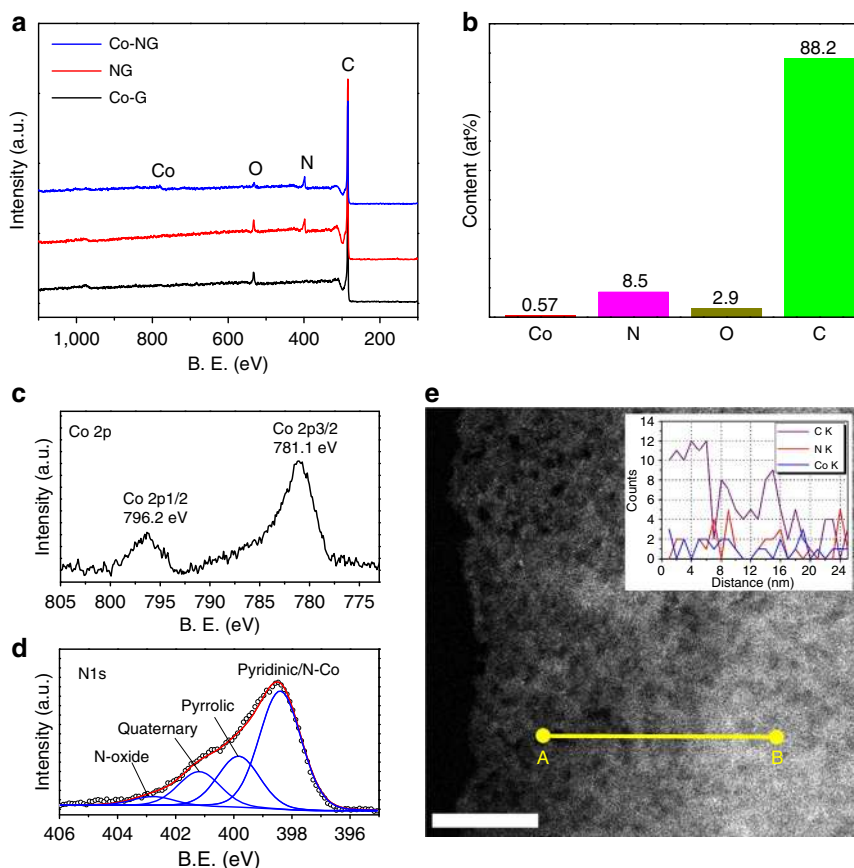 a
Co-NG
NG
Co-G
Co
O
N
C
Intensity (a.u.)
1,000
800
600
400
200
B. E. (eV)
b
Content (at%)
0.57
8.5
2.9
88.2
Co
N
O
C
c
Co 2p
Co 2p3/2
781.1 eV
Co 2p1/2
796.2 eV
Intensity (a.u.)
805
800
795
790
785
780
775
B. E. (eV)
d
N1s
Pyridinic/N-Co
Pyrrolic
Quaternary
N-oxide
Intensity (a.u.)
406
404
402
400
398
396
B.E. (eV)
e
14
12
10
8
6
4
2
0
Counts
C K
N K
Co K
0
4
8
12
16
20
24
Distance (nm)
A
B